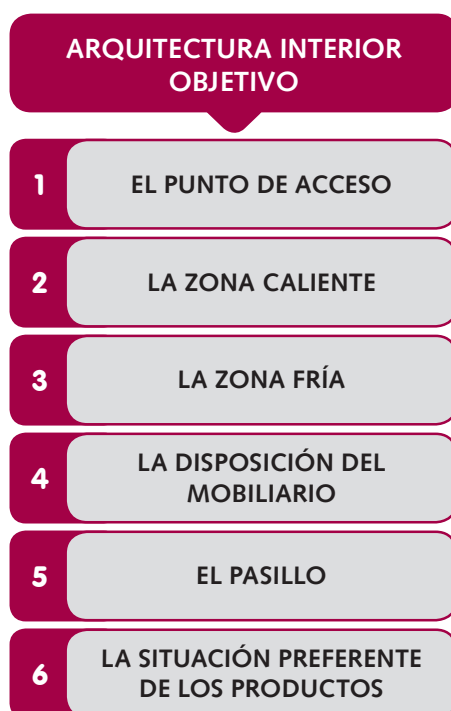 ARQUITECTURA INTERIOR
OBJETIVO
1 EL PUNTO DE ACCESO
2 LA ZONA CALIENTE
3 LA ZONA FRÍA
4 LA DISPOSICIÓN DEL
MOBILIARIO
5 EL PASILLO
6 LA SITUACIÓN PREFERENTE
DE LOS PRODUCTOS